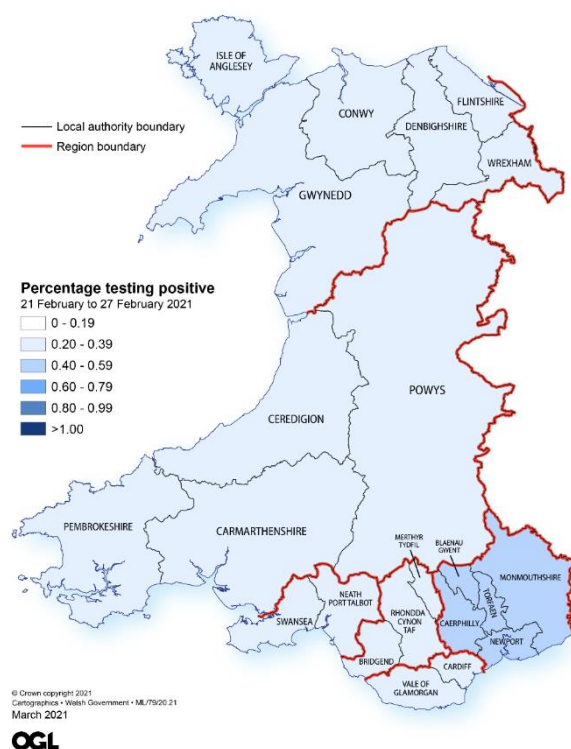 ISLE OF
ANGLESEY
FLINTSHIRE
CONWY
DENBIGHSHIRE
Local authority boundary
Region boundary
WREXHAM
GWYNEDD
Percentage testing positive
21 February to 27 February 2021
0 - 0.19
0.20 - 0.39
0.40 - 0.59
0.60 - 0.79
0.80 - 0.99
>1.00
POWYS
CEREDIGION
PEMBROKESHIRE
CARMARTHENSHIRE
MERTHYR
TYDFIL
BLAENAU
GWENT
MONMOUTHSHIRE
NEATH
PORT TALBOT
SWANSEA
RHONDDA
CYNON
TAF
CAERPHILLY
TORFAEN
NEWPORT
BRIDGEND
CARDIFF
VALE OF
GLAMORGAN
© Crown copyright 2021
Cartographics • Welsh Government • ML/79/20.21
March 2021
OGL